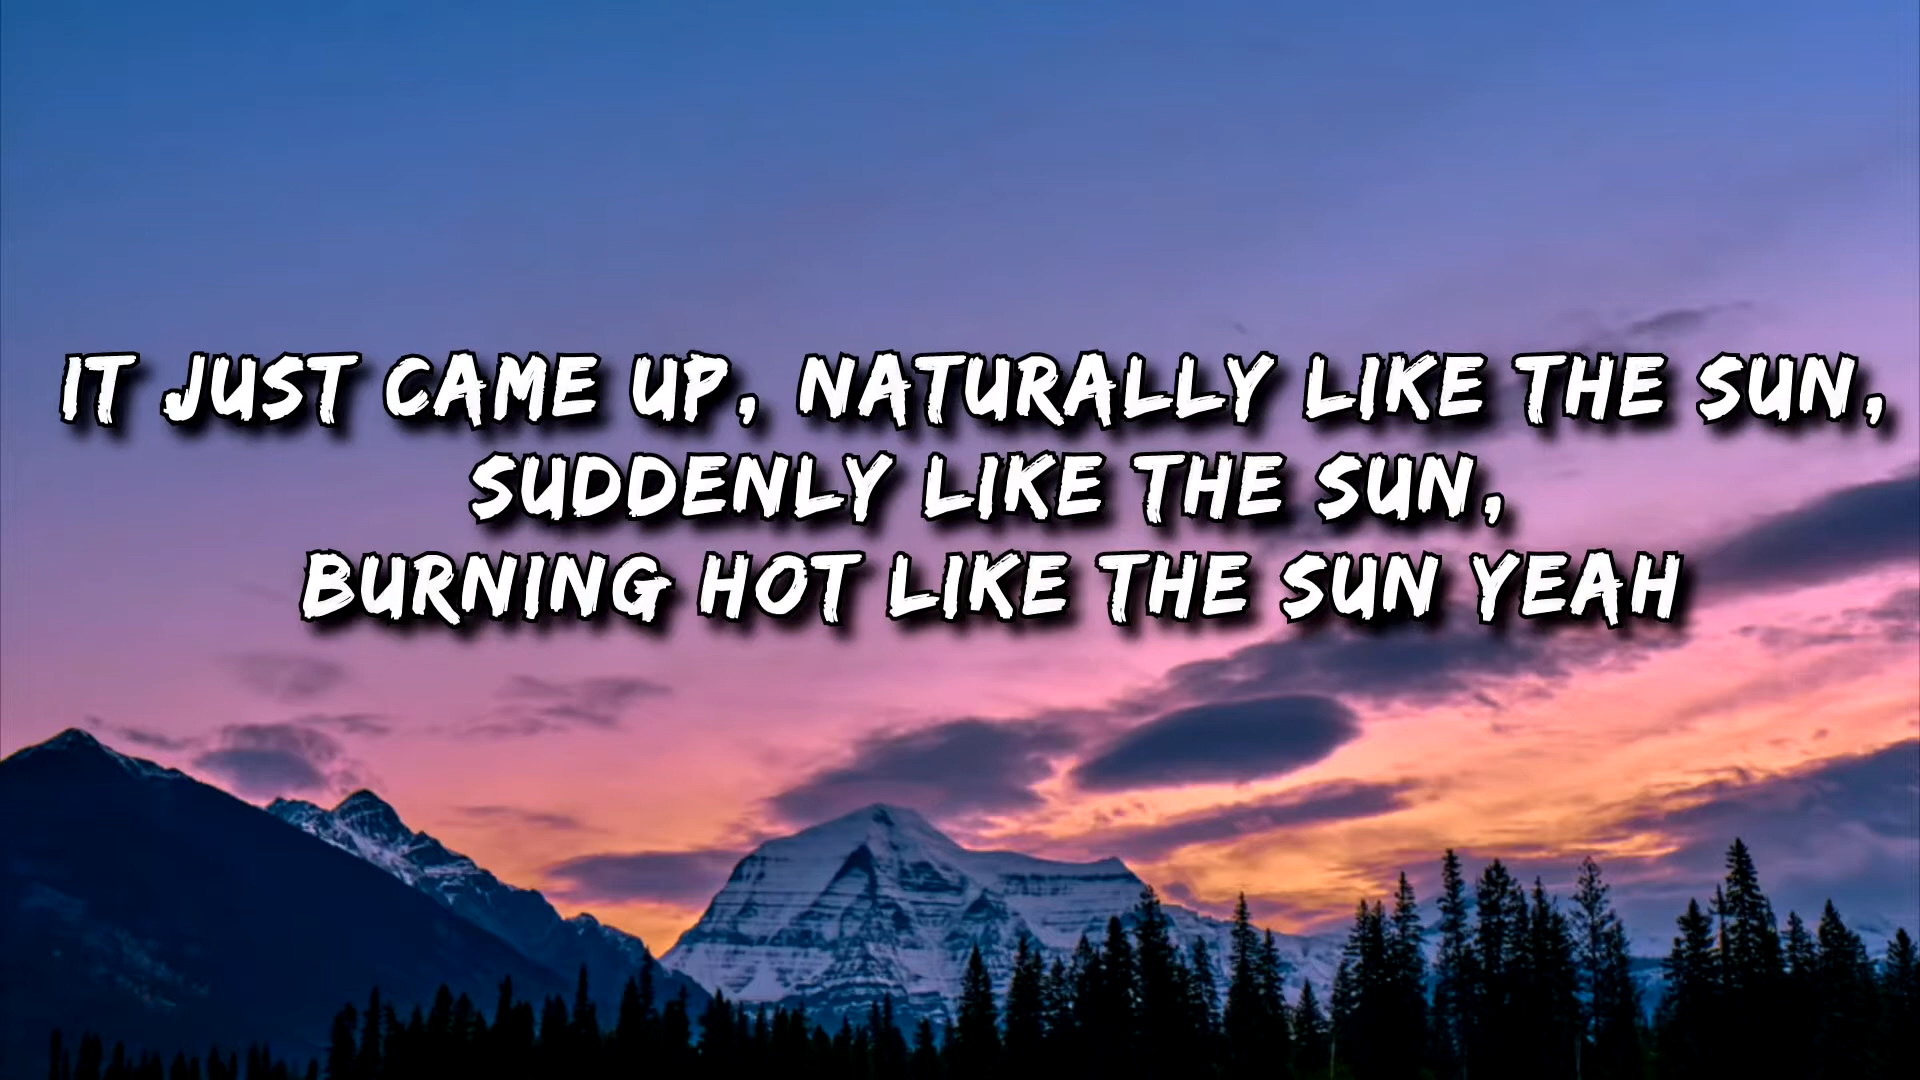 IT JUST CAME UP, NATURALLY LIKE THE SUN,
SUDDENLY LIKE THE SUN,
BURNING HOT LIKE THE SUN YEAH